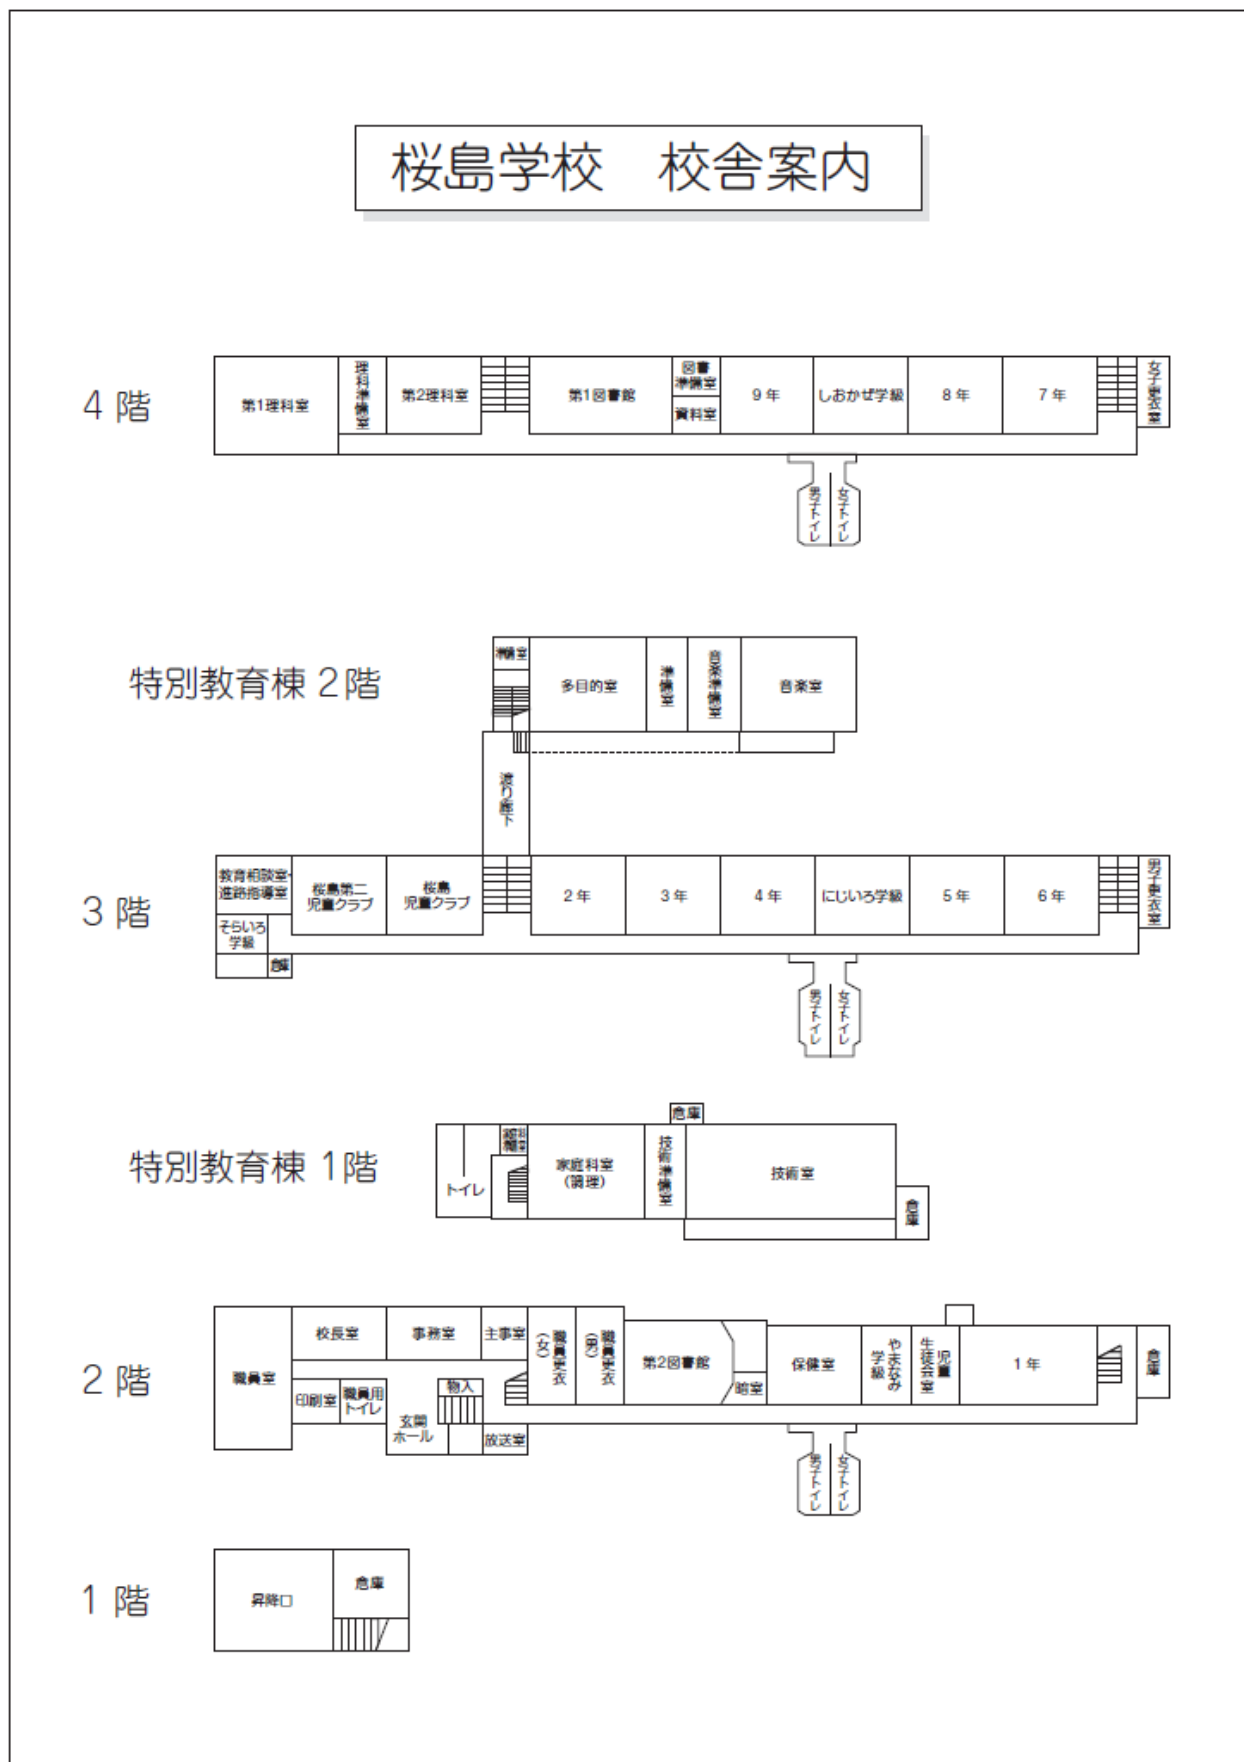 桜島学校　校舎案内
4階
第1理科室
理科準備室
第2理科室
第1図書館
図書
準備室
資料室
9年
しおかぜ学級
8年
7年
女子更衣室
男子トイレ
女子トイレ
特別教育棟 2階
準備室
多目的室
準備室
音楽準備室
音楽室
渡り廊下
3階
教育相談室・
進路指導室
そらいろ
学級
倉庫
桜島第二
児童クラブ
桜島
児童クラブ
2年
3年
4年
にじいろ学級
5年
6年
男子更衣室
男子トイレ
女子トイレ
特別教育棟 1階
トイレ
家庭科室
(調理)
技術準備室
倉庫
技術室
倉庫
2階
職員室
校長室
事務室
主事室
職員更衣
(女)
職員更衣
(男)
第2図書館
暗室
保健室
やまなみ
学級
児童
生徒会室
1年
倉庫
印刷室
職員用
トイレ
玄関
ホール
物入
放送室
男子トイレ
女子トイレ
1階
昇降口
倉庫